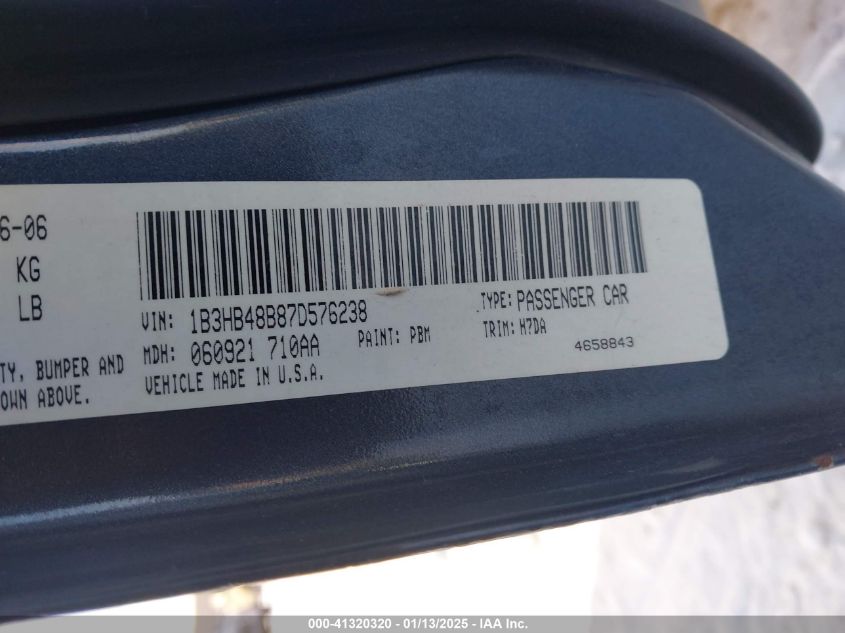 6-06
KG
LB
VIN: 1B3HB48B87D576238
TYPE: PASSENGER CAR
MDH: 060921 710AA
PAINT: PBM
TRIM: M7DA
4658843
TY, BUMPER AND
VEHICLE MADE IN U.S.A.
OWN ABOVE.
000-41320320 - 01/13/2025 - IAA Inc.